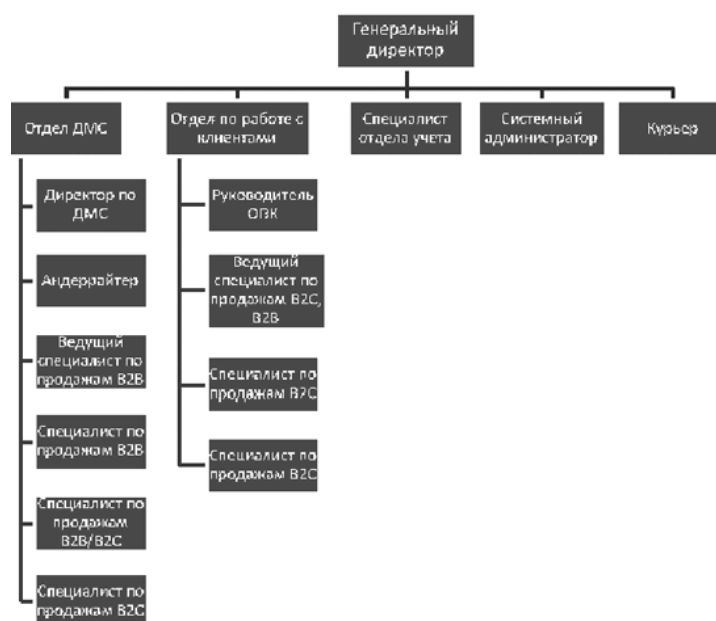 Генеральный
директор
Отдел ДМС
Отдел по работе с
клиентами
Специалист
отдела учета
Системный
администратор
Курьер
Директор по
ДМС
Андеррайтер
Ведущий
специалист по
продажам B2B
Специалист по
продажам B2B
Специалист по
продажам
B2B/B2C
Специалист по
продажам B2C
Руководитель
Ведущий
специалист по
продажам B2C,
B2B
Специалист по
продажам B2C
Специалист по
продажам B2C